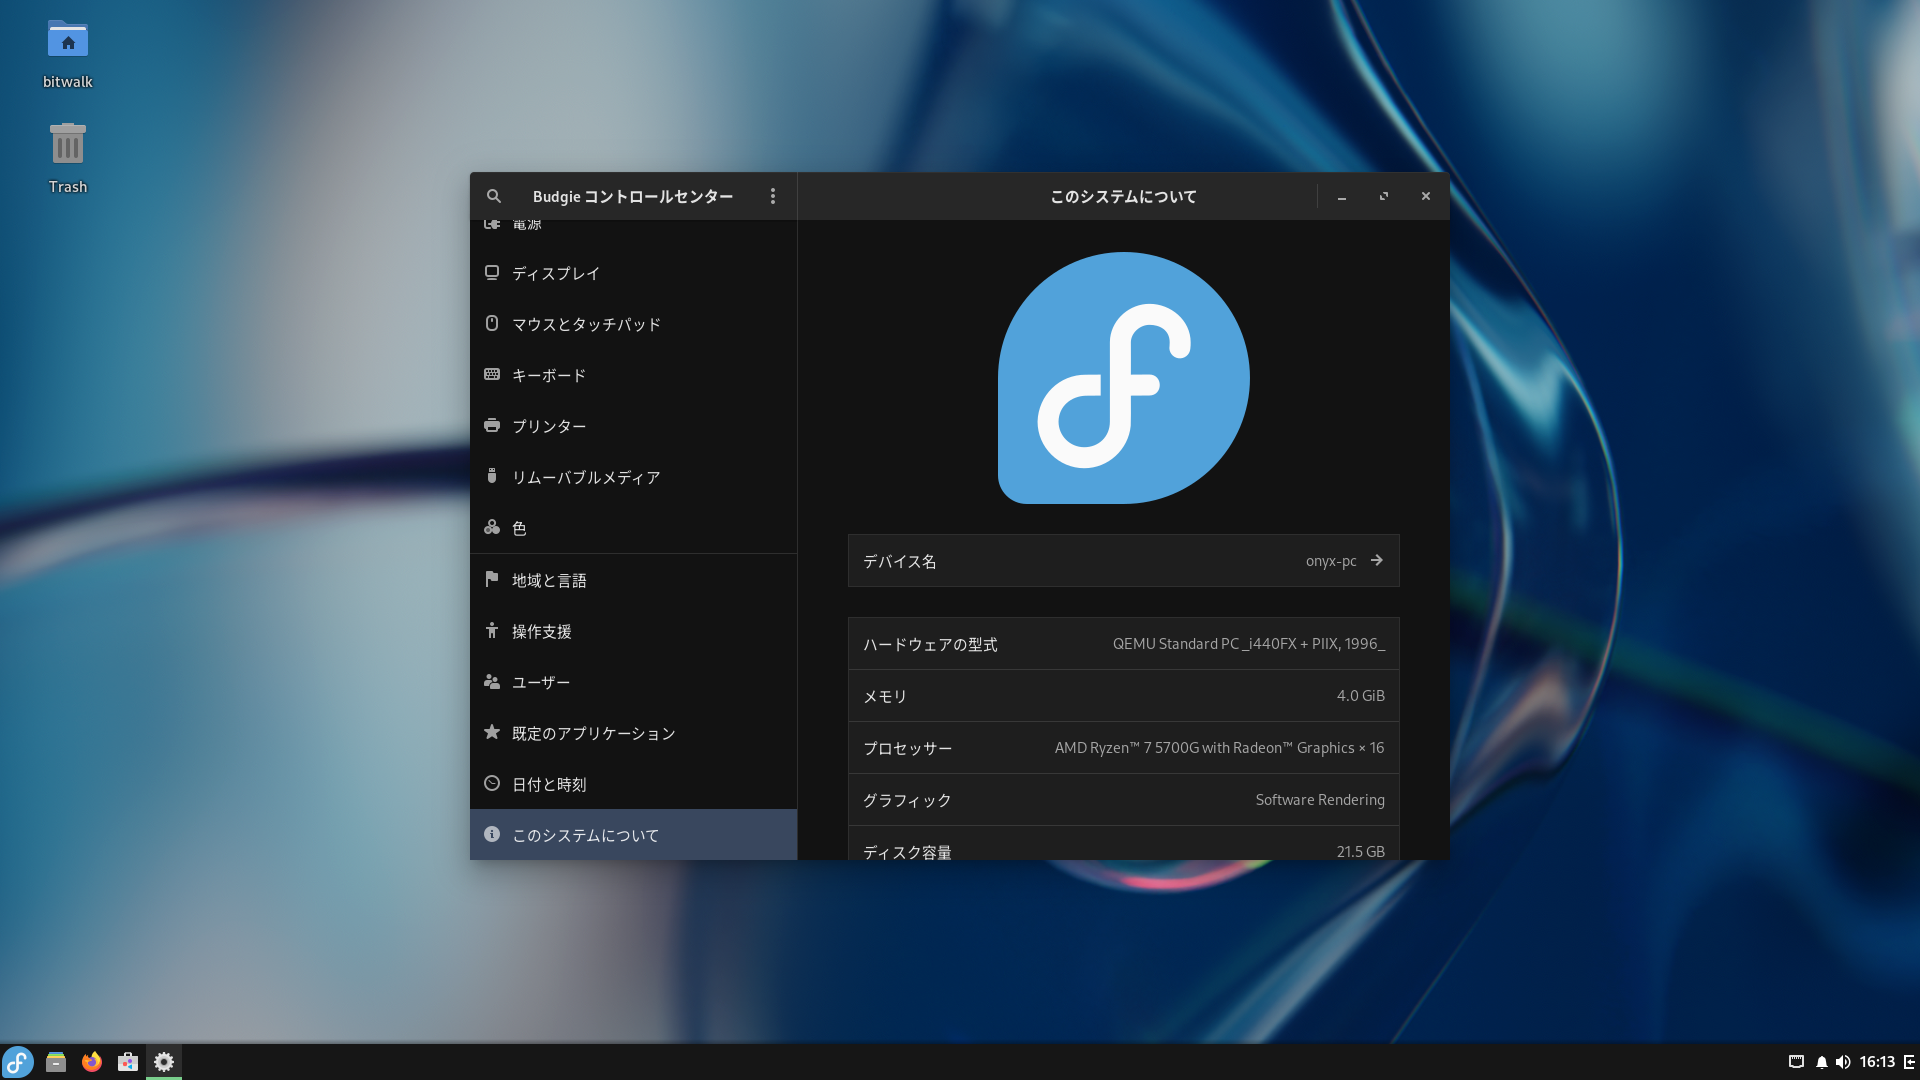 bitwalk
Trash
Budgie コントロールセンター
このシステムについて
電源
ディスプレイ
マウスとタッチパッド
キーボード
プリンター
リムーバブルメディア
色
地域と言語
操作支援
ユーザー
既定のアプリケーション
日付と時刻
このシステムについて
デバイス名 onyx-pc
ハードウェアの型式 QEMU Standard PC _i440FX + PIIX, 1996_
メモリ 4.0 GiB
プロセッサー AMD Ryzen™ 7 5700G with Radeon™ Graphics × 16
グラフィック Software Rendering
ディスク容量 21.5 GB
16:13